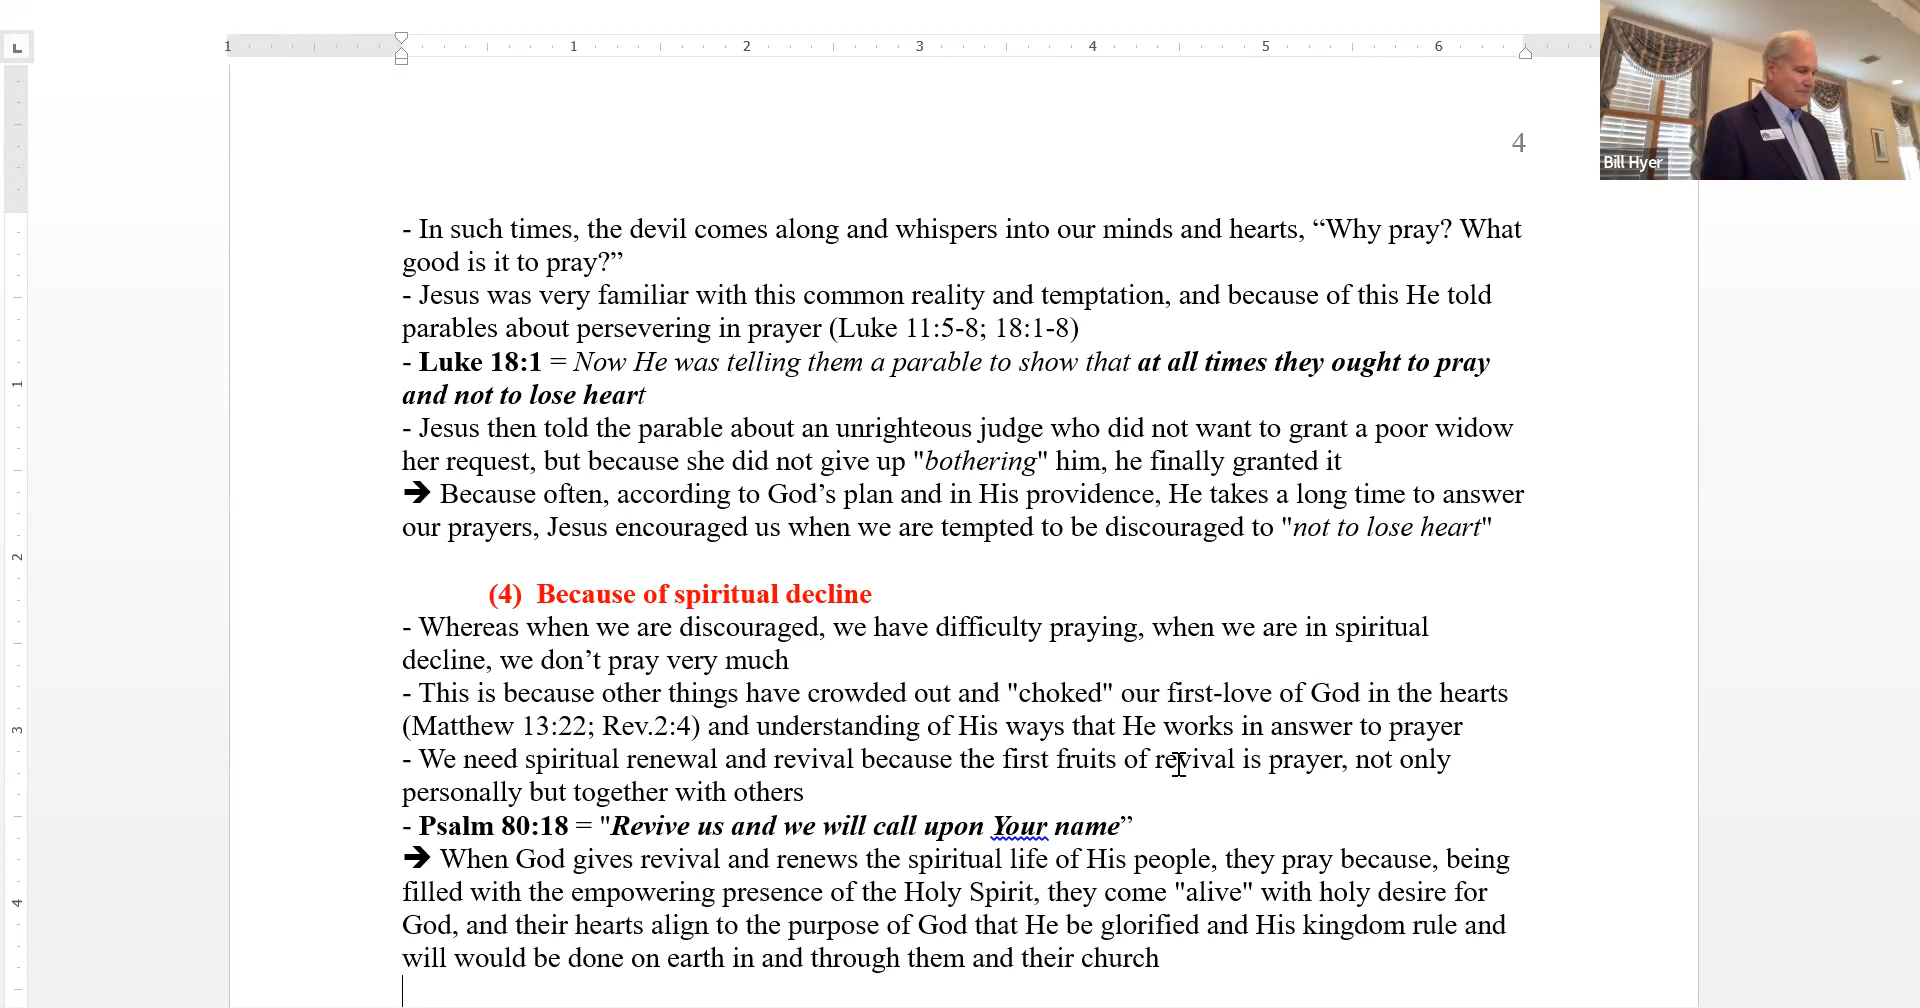 1 1 2 3 4 5 6
4
Bill Hyer
- In such times, the devil comes along and whispers into our minds and hearts, “Why pray? What
good is it to pray?”
- Jesus was very familiar with this common reality and temptation, and because of this He told
parables about persevering in prayer (Luke 11:5-8; 18:1-8)
- Luke 18:1 = Now He was telling them a parable to show that at all times they ought to pray
and not to lose heart
- Jesus then told the parable about an unrighteous judge who did not want to grant a poor widow
her request, but because she did not give up "bothering" him, he finally granted it
➔ Because often, according to God’s plan and in His providence, He takes a long time to answer
our prayers, Jesus encouraged us when we are tempted to be discouraged to "not to lose heart"
(4) Because of spiritual decline
- Whereas when we are discouraged, we have difficulty praying, when we are in spiritual
decline, we don’t pray very much
- This is because other things have crowded out and "choked" our first-love of God in the hearts
(Matthew 13:22; Rev.2:4) and understanding of His ways that He works in answer to prayer
- We need spiritual renewal and revival because the first fruits of revival is prayer, not only
personally but together with others
- Psalm 80:18 = "Revive us and we will call upon Your name”
➔ When God gives revival and renews the spiritual life of His people, they pray because, being
filled with the empowering presence of the Holy Spirit, they come "alive" with holy desire for
God, and their hearts align to the purpose of God that He be glorified and His kingdom rule and
will would be done on earth in and through them and their church
1
2
3
4